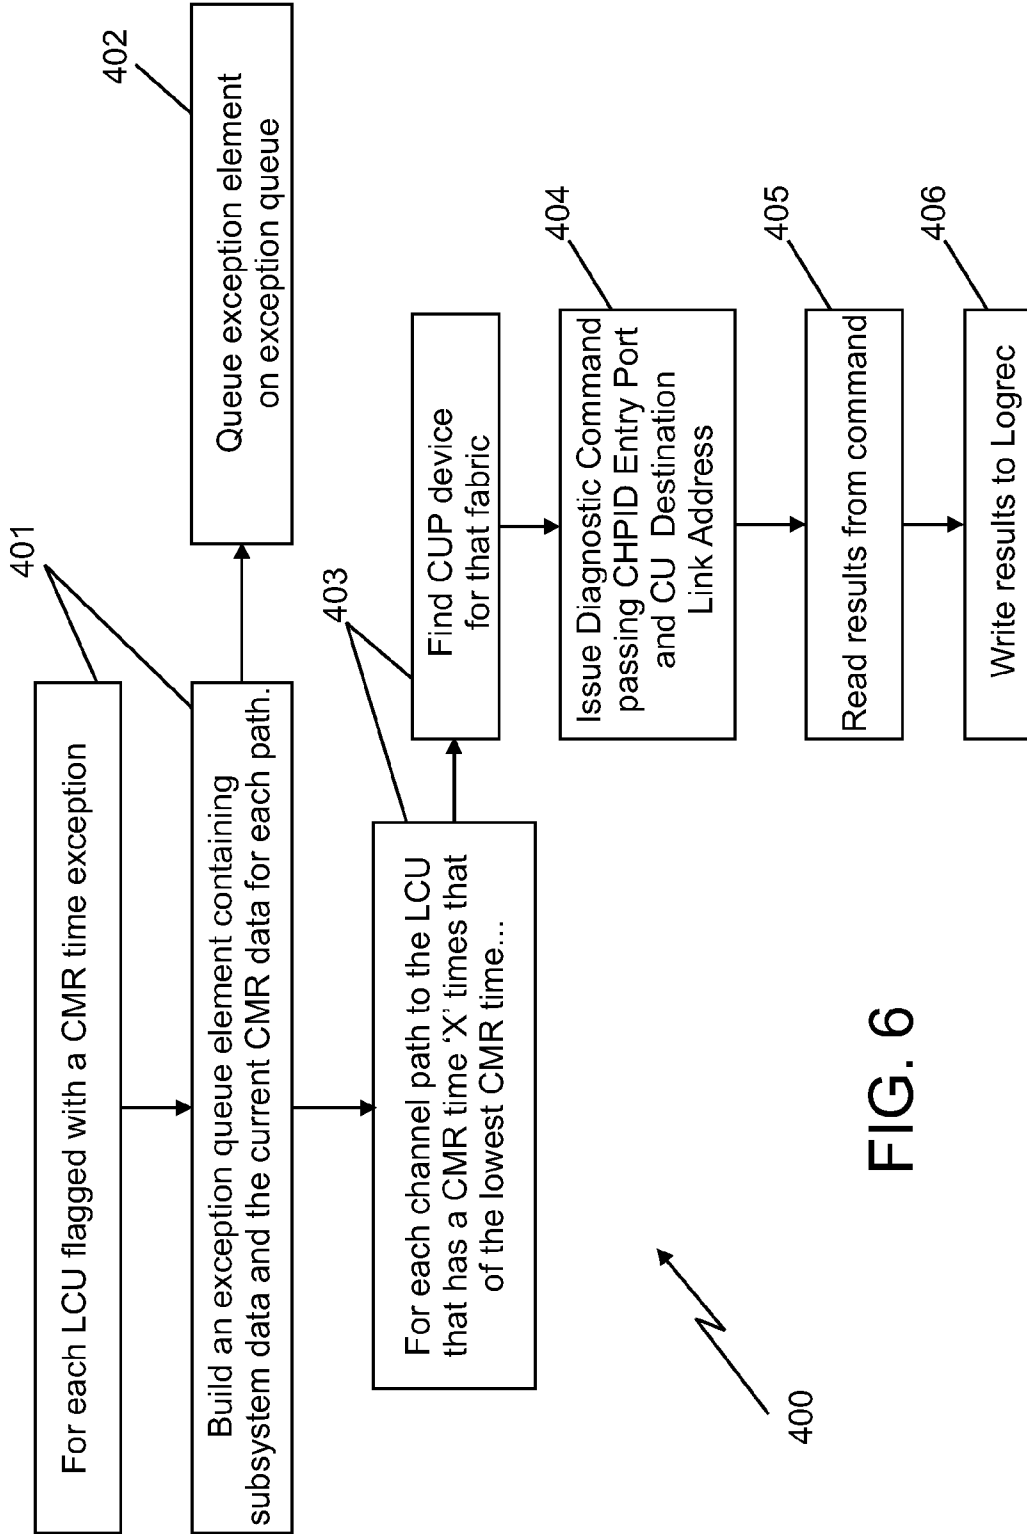 For each LCU flagged with a CMR time exception
401
Build an exception queue element containing
subsystem data and the current CMR data for each path.
402
Queue exception element
on exception queue
For each channel path to the LCU
that has a CMR time ‘X’ times that
of the lowest CMR time...
403
Find CUP device
for that fabric
404
Issue Diagnostic Command
passing CHPID Entry Port
and CU Destination
Link Address
405
Read results from command
406
Write results to Logrec
400
FIG. 6